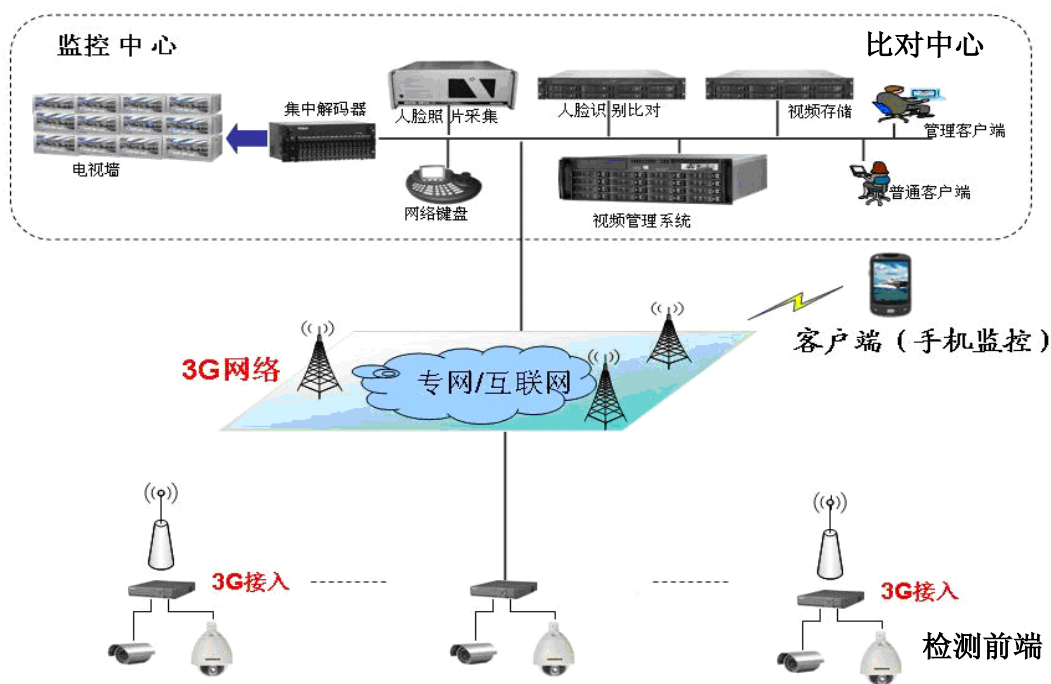 监控中心
比对中心
集中解码器
人脸照片采集
人脸识别比对
视频存储
管理客户端
电视墙
网络键盘
视频管理系统
普通客户端
客户端（手机监控）
3G网络
专网/互联网
3G接入
3G接入
检测前端